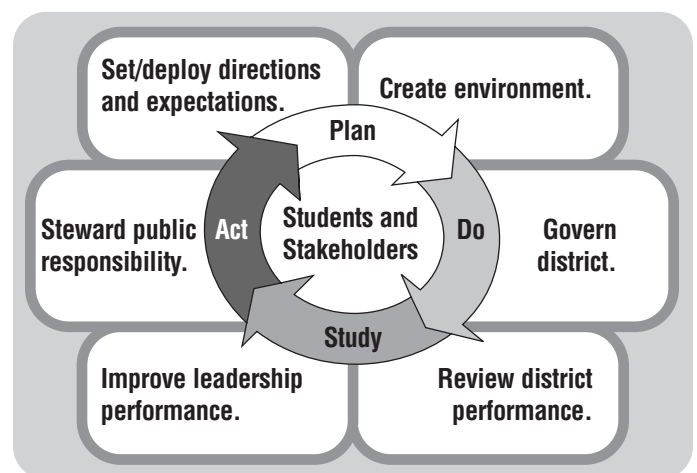 Set/deploy directions
and expectations.
Create environment.
Plan
Steward public
responsibility.
Act
Students and
Stakeholders
Do
Govern
district.
Study
Improve leadership
performance.
Review district
performance.